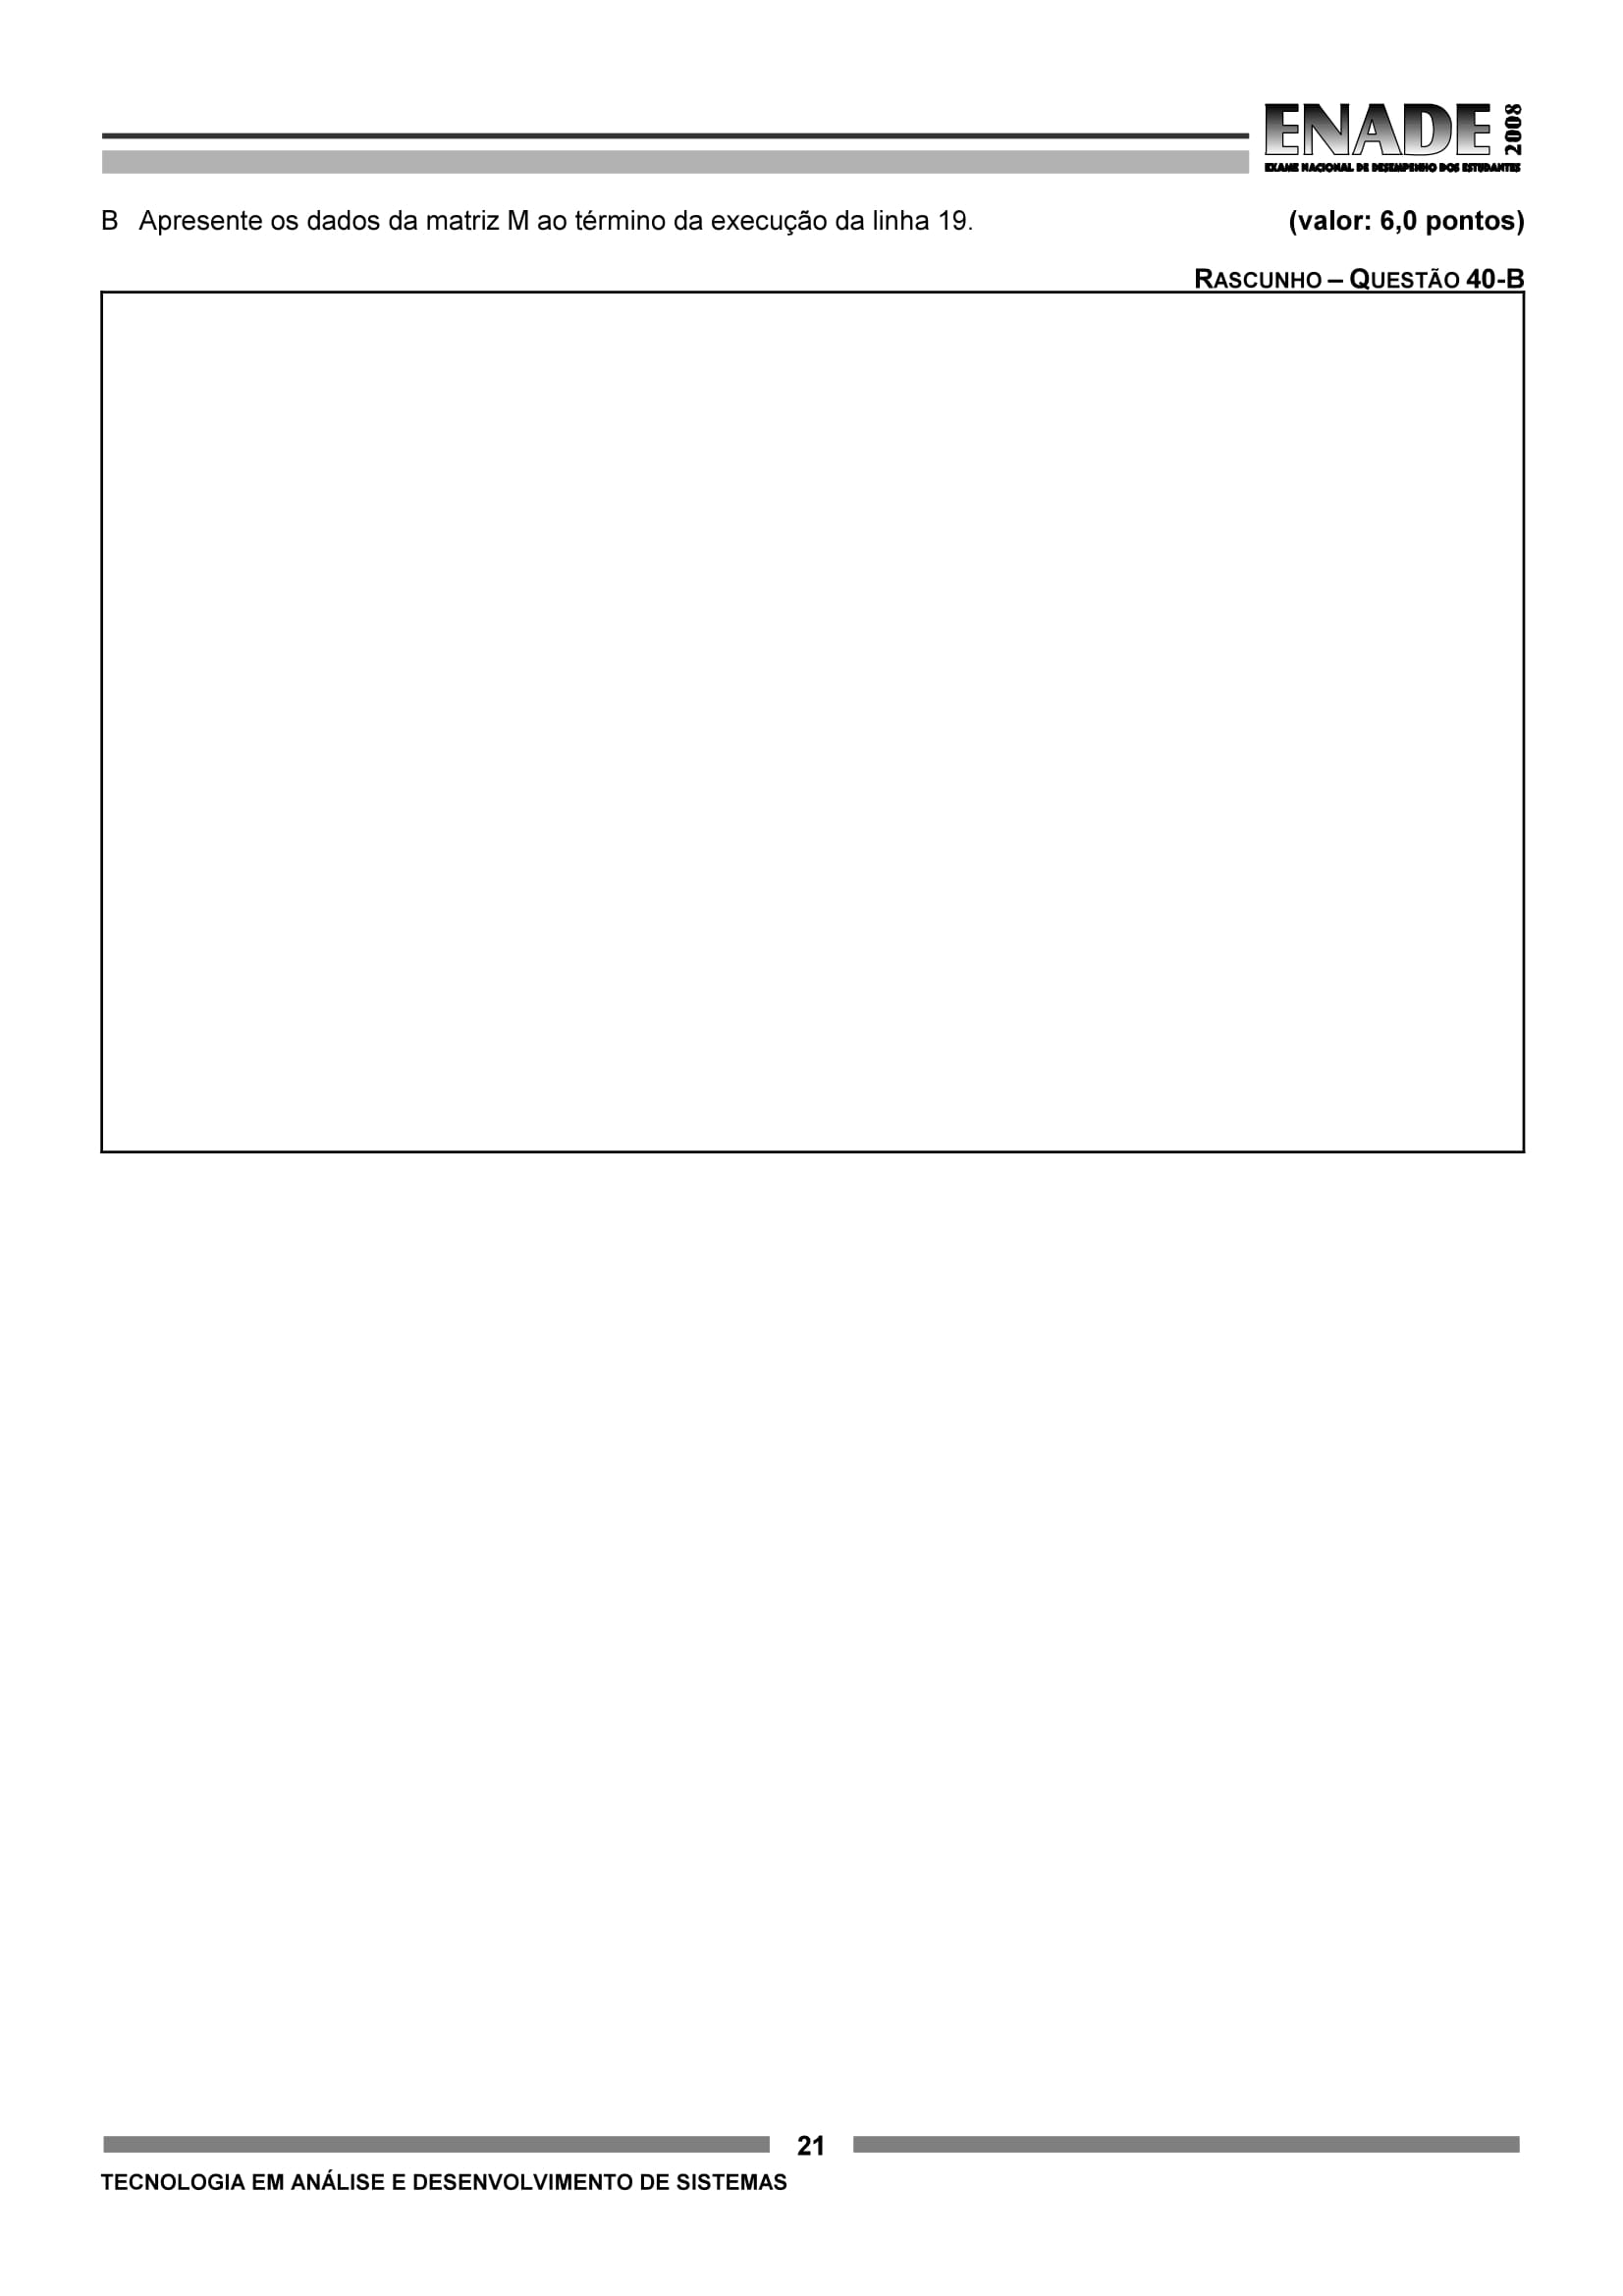 ENADE 2008
EXAME NACIONAL DE DESEMPENHO DOS ESTUDANTES
B Apresente os dados da matriz M ao término da execução da linha 19. (valor: 6,0 pontos)
RASCUNHO – QUESTÃO 40-B
21
TECNOLOGIA EM ANÁLISE E DESENVOLVIMENTO DE SISTEMAS